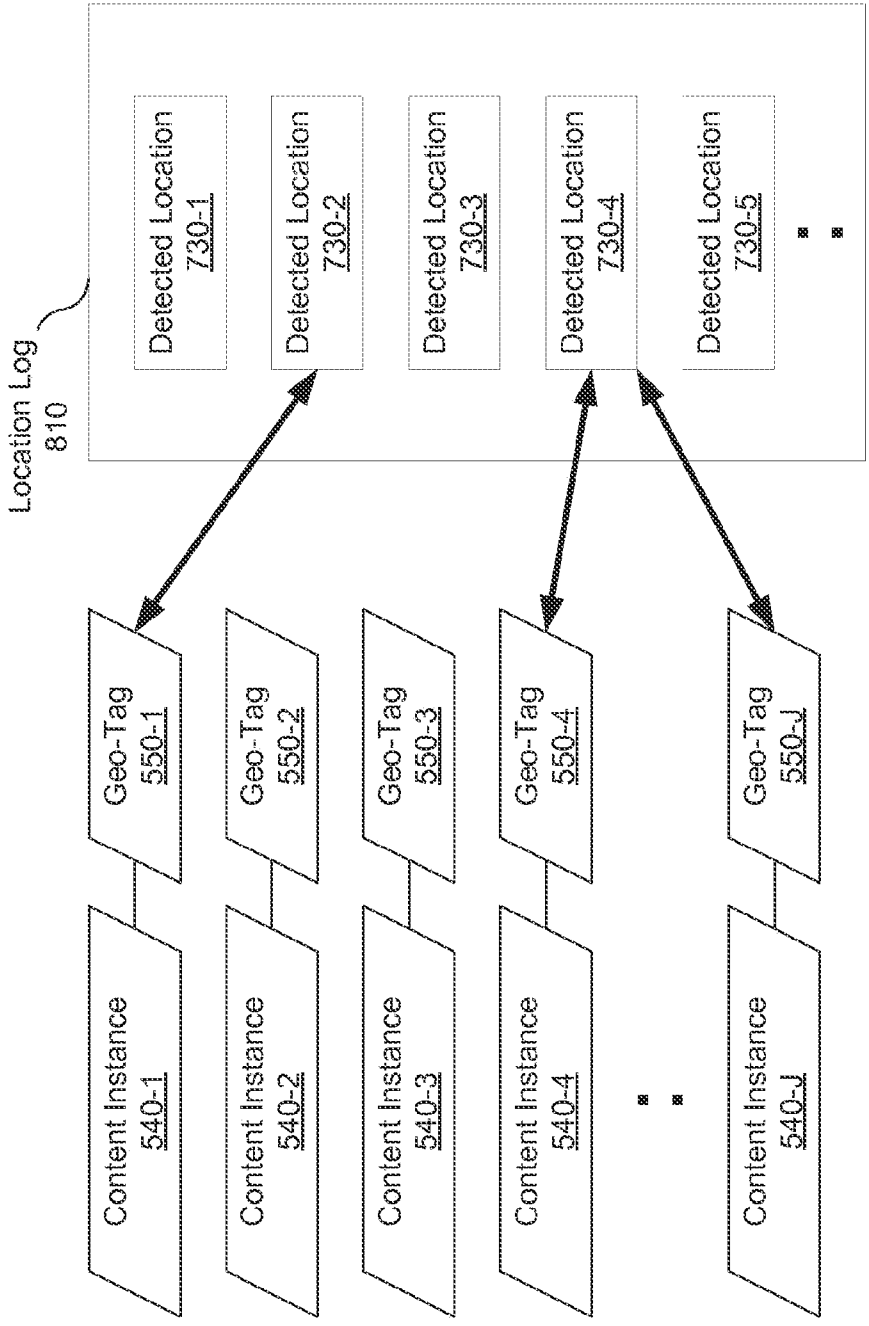 Location Log
810
Content Instance
540-1
Geo-Tag
550-1
Detected Location
730-1
Content Instance
540-2
Geo-Tag
550-2
Detected Location
730-2
Content Instance
540-3
Geo-Tag
550-3
Detected Location
730-3
Content Instance
540-4
Geo-Tag
550-4
Detected Location
730-4
Detected Location
730-5
Content Instance
540-J
Geo-Tag
550-J